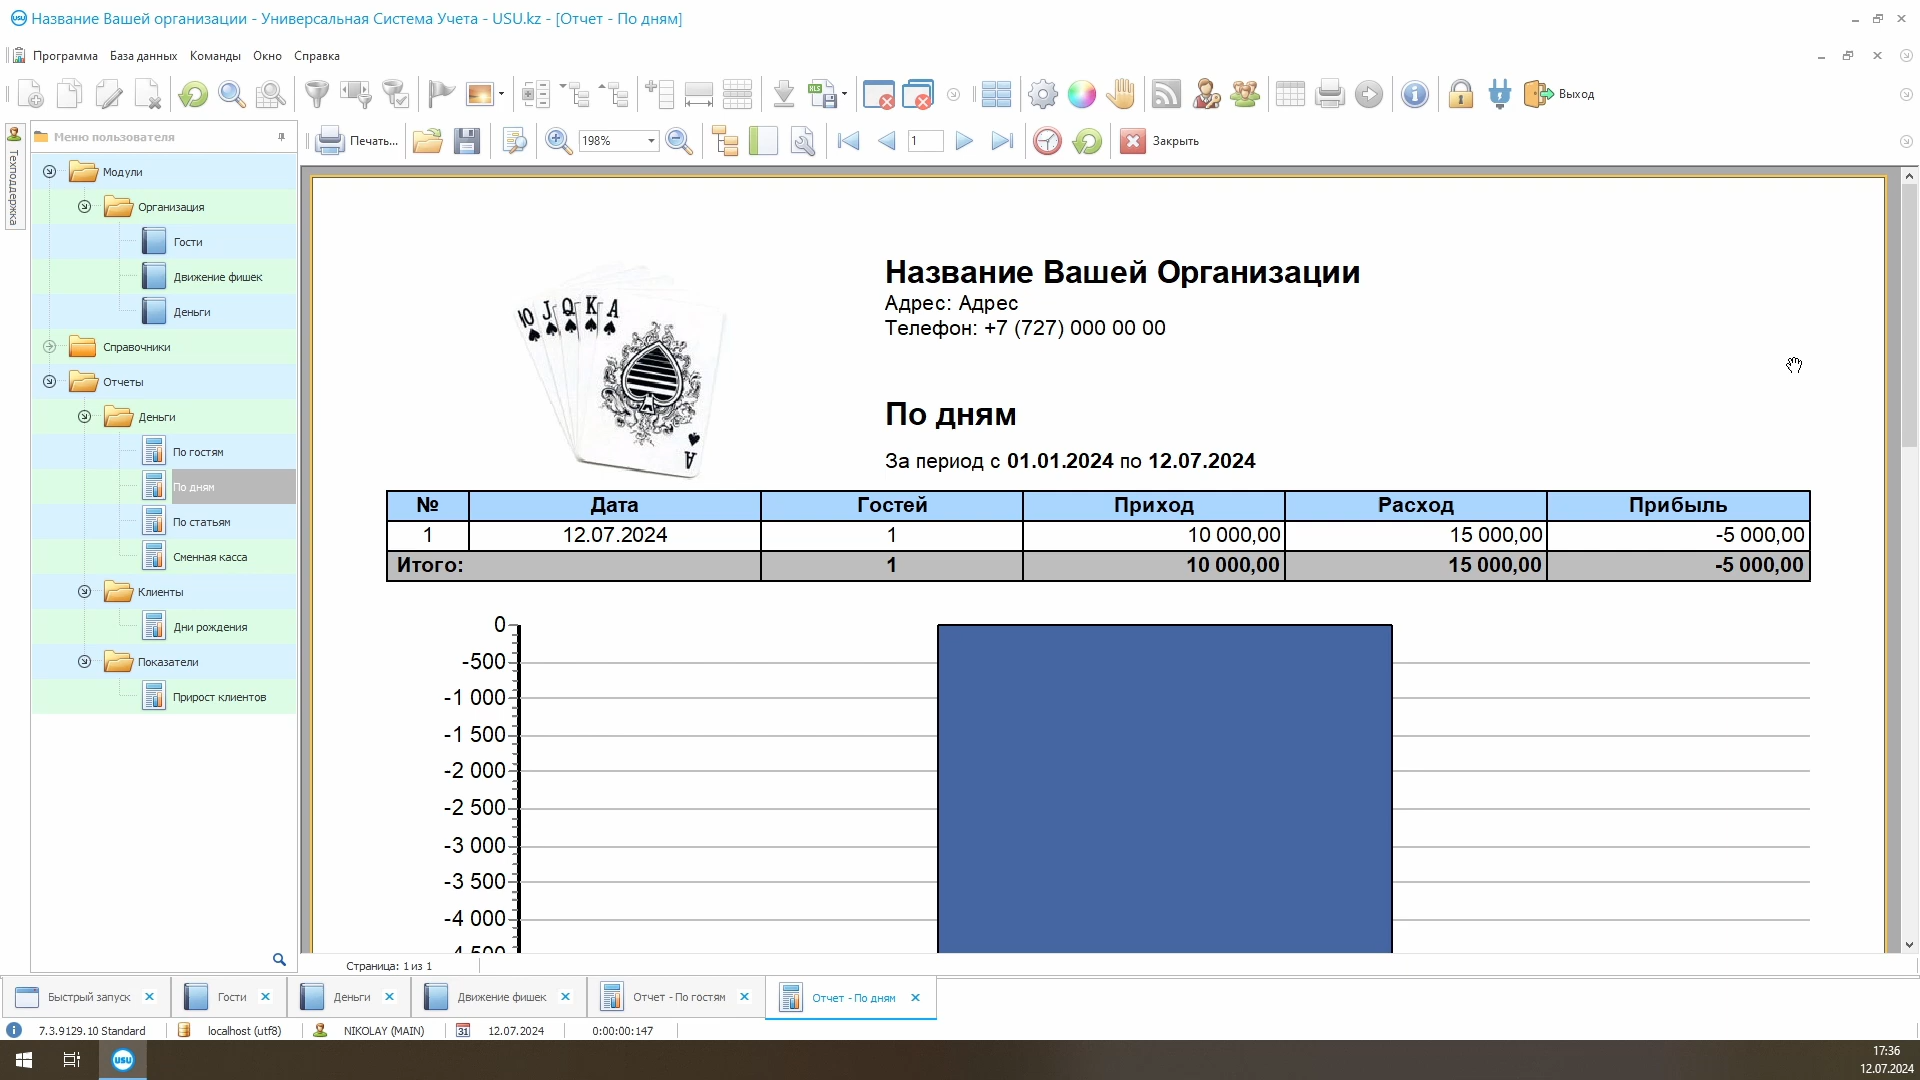 Название Вашей организации - Универсальная Система Учета - USU.kz - [Отчет - По дням]
Программа База данных Команды Окно Справка
Выход
Печать... 198% 1 Закрыть
Техподдержка
Меню пользователя
Модули
Организация
Гости
Движение фишек
Деньги
Справочники
Отчеты
Деньги
По гостям
По дням
По статьям
Сменная касса
Клиенты
Дни рождения
Показатели
Прирост клиентов
10 J Q K A
A
Название Вашей Организации
Адрес: Адрес
Телефон: +7 (727) 000 00 00
По дням
За период с 01.01.2024 по 12.07.2024
№ Дата Гостей Приход Расход Прибыль
1 12.07.2024 1 10 000,00 15 000,00 -5 000,00
Итого: 1 10 000,00 15 000,00 -5 000,00
0
-500
-1 000
-1 500
-2 000
-2 500
-3 000
-3 500
-4 000
-4 500
Страница: 1 из 1
Быстрый запуск Гости Деньги Движение фишек Отчет - По гостям Отчет - По дням
7.3.9129.10 Standard localhost (utf8) NIKOLAY (MAIN) 31 12.07.2024 0:00:00:147
USU
17:36
12.07.2024